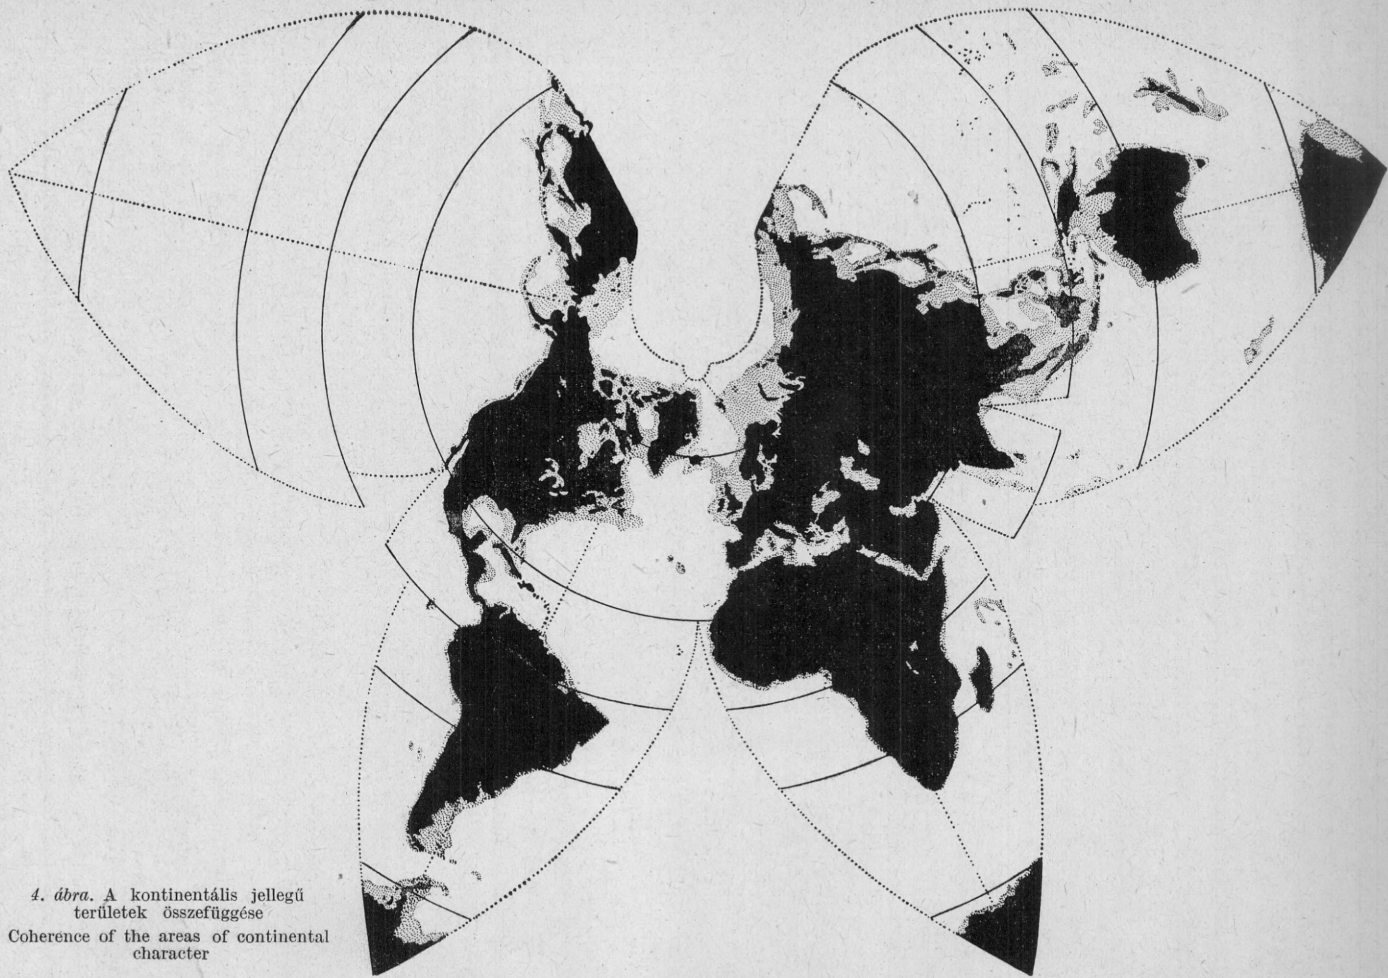 4. ábra. A kontinentális jellegű
területek összefüggése
Coherence of the areas of continental
character